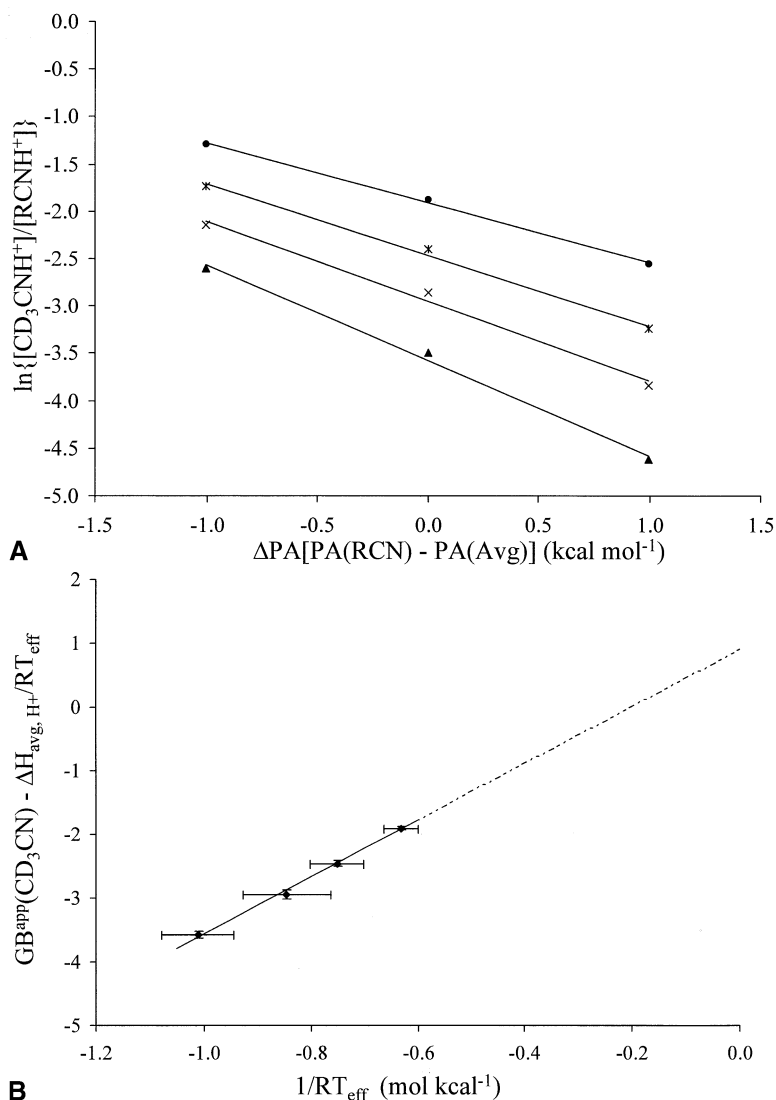 0.0
-0.5
-1.0
-1.5
-2.0
-2.5
-3.0
-3.5
-4.0
-4.5
-5.0
ln{[CD₃CNH⁺]/[RCNH⁺]}
-1.5 -1.0 -0.5 0.0 0.5 1.0 1.5
A
ΔPA[PA(RCN) - PA(Avg)] (kcal mol⁻¹)
2
1
0
-1
-2
-3
-4
-5
GBᵃᵖᵖ(CD₃CN) - ΔH_avg, H+/RT_eff
-1.2 -1.0 -0.8 -0.6 -0.4 -0.2 0.0
B
1/RT_eff (mol kcal⁻¹)